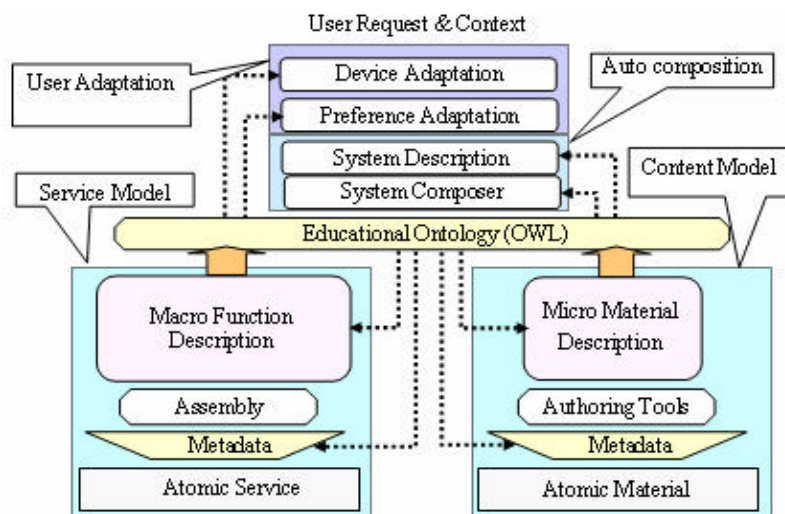 User Request & Context
User Adaptation
Device Adaptation
Auto composition
Preference Adaptation
System Description
Content Model
Service Model
System Composer
Educational Ontology (OWL)
Macro Function
Description
Micro Material
Description
Assembly
Authoring Tools
Metadata
Metadata
Atomic Service
Atomic Material